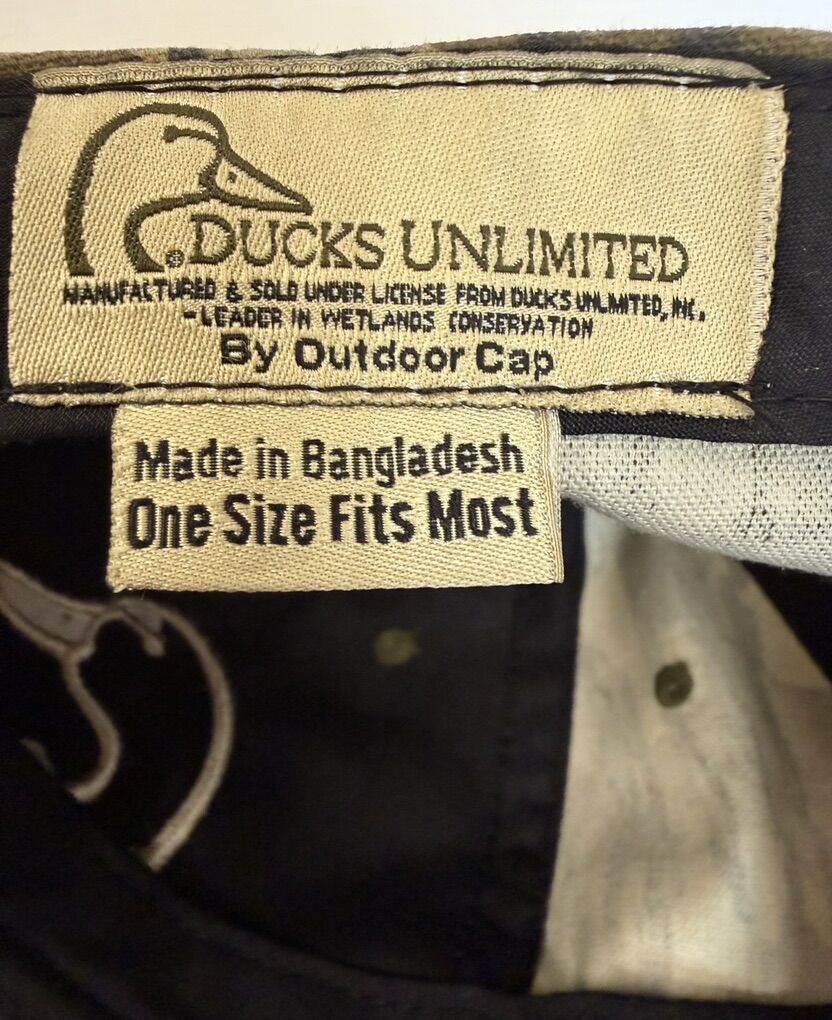 DUCKS UNLIMITED
MANUFACTURED & SOLD UNDER LICENSE FROM DUCKS UNLIMITED, INC.
-LEADER IN WETLANDS CONSERVATION
By Outdoor Cap
Made in Bangladesh
One Size Fits Most